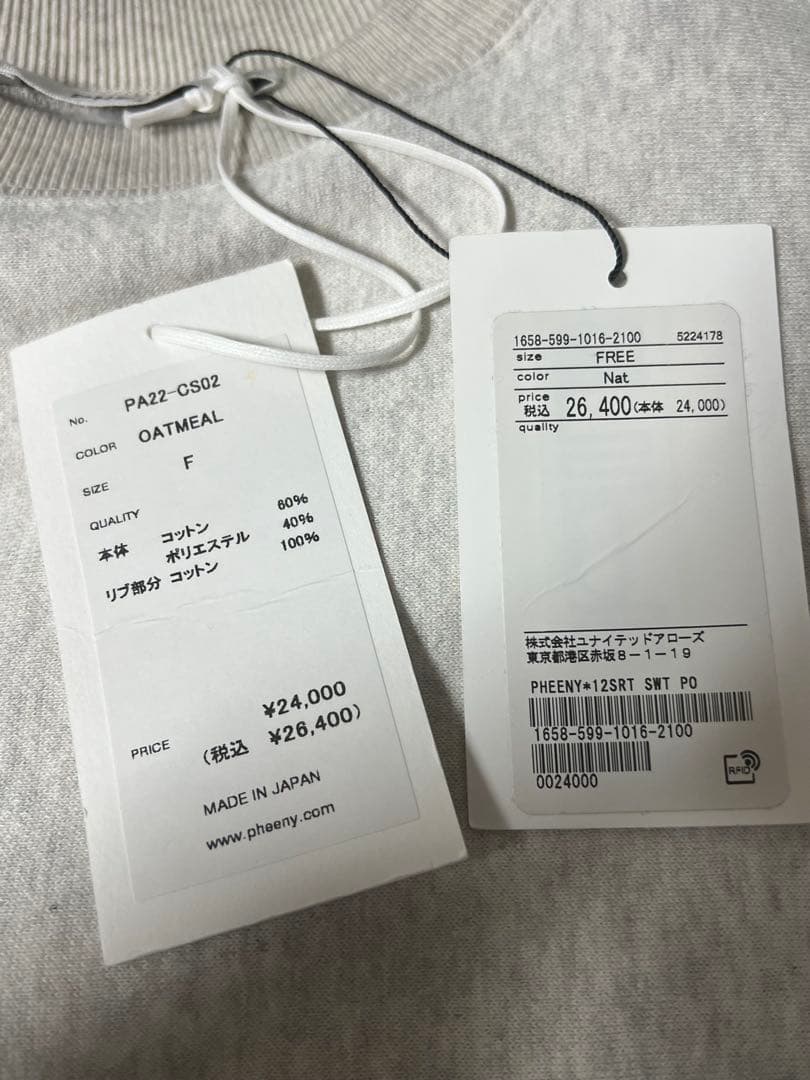 No. PA22-CS02
COLOR OATMEAL
SIZE F
QUALITY
本体 コットン 60%
ポリエステル 40%
リブ部分 コットン 100%
PRICE ¥24,000
(税込 ¥26,400)
MADE IN JAPAN
www.pheeny.com
1658-599-1016-2100 5224178
size FREE
color Nat
price
税込 26,400(本体 24,000)
quality
株式会社ユナイテッドアローズ
東京都港区赤坂8-1-19
PHEENY*12SRT SWT PO
1658-599-1016-2100
0024000
RFID